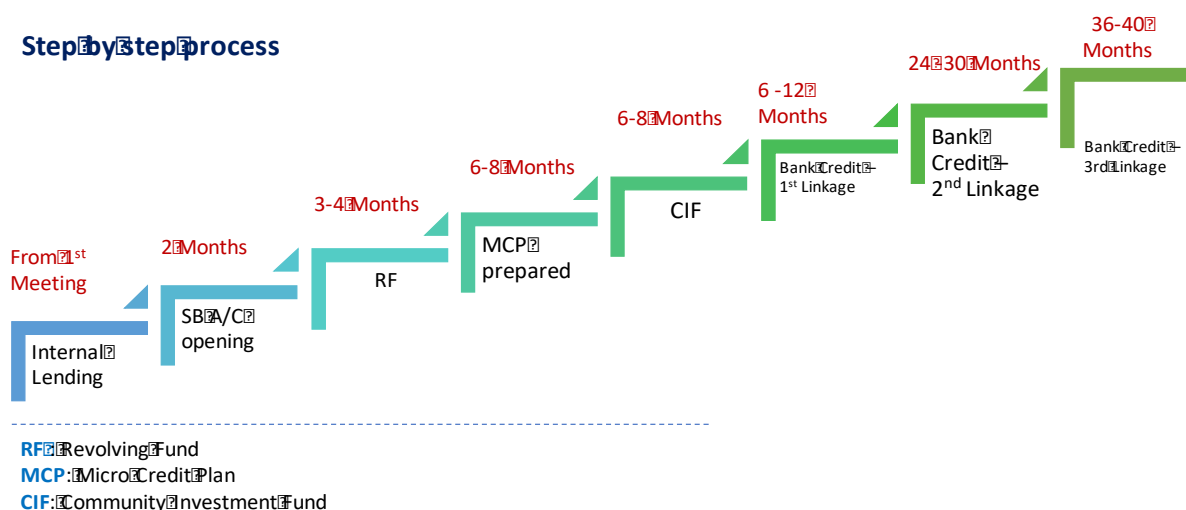 Step by step process
From 1st
Meeting
Internal
Lending
2 Months
SB A/C
opening
3-4 Months
RF
6-8 Months
MCP
prepared
6-8 Months
CIF
6 -12
Months
Bank Credit –
1st Linkage
24 -30 Months
Bank
Credit –
2nd Linkage
36-40
Months
Bank Credit –
3rd Linkage
RF : Revolving Fund
MCP: Micro Credit Plan
CIF: Community Investment Fund